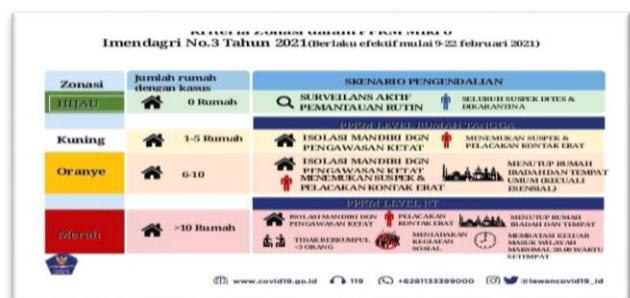 Kriteria Zonasi dalam PPKM Mikro
Imendagri No.3 Tahun 2021(Berlaku efektif mulai 9-22 februari 2021)
Zonasi
Jumlah rumah
dengan kasus
SKENARIO PENGENDALIAN
HIJAU
0 Rumah
SURVEILANS AKTIF
PEMANTAUAN RUTIN
SELURUH SUSPEK DITES &
DIKARANTINA
PPKM LEVEL RUMAH TANGGA
Kuning
1-5 Rumah
ISOLASI MANDIRI DGN
PENGAWASAN KETAT
MENEMUKAN SUSPEK &
PELACAKAN KONTAK ERAT
Oranye
6-10
ISOLASI MANDIRI DGN
PENGAWASAN KETAT
MENEMUKAN SUSPEK &
PELACAKAN KONTAK ERAT
MENUTUP RUMAH
IBADAH DAN TEMPAT
UMUM (KECUALI
ESENSIAL)
PPKM LEVEL RT
Merah
>10 Rumah
ISOLASI MANDIRI DGN
PENGAWASAN KETAT
PELACAKAN
KONTAK ERAT
MENUTUP RUMAH
IBADAH DAN TEMPAT
TIDAK BERKUMPUL
>3 ORANG
MENIADAKAN
KEGIATAN
SOSIAL
MEMBATASI KELUAR
MASUK WILAYAH
MAKSIMAL 20.00 WAKTU
SETEMPAT
www.covid19.go.id
119
+6281133399000
@lawancovid19_id